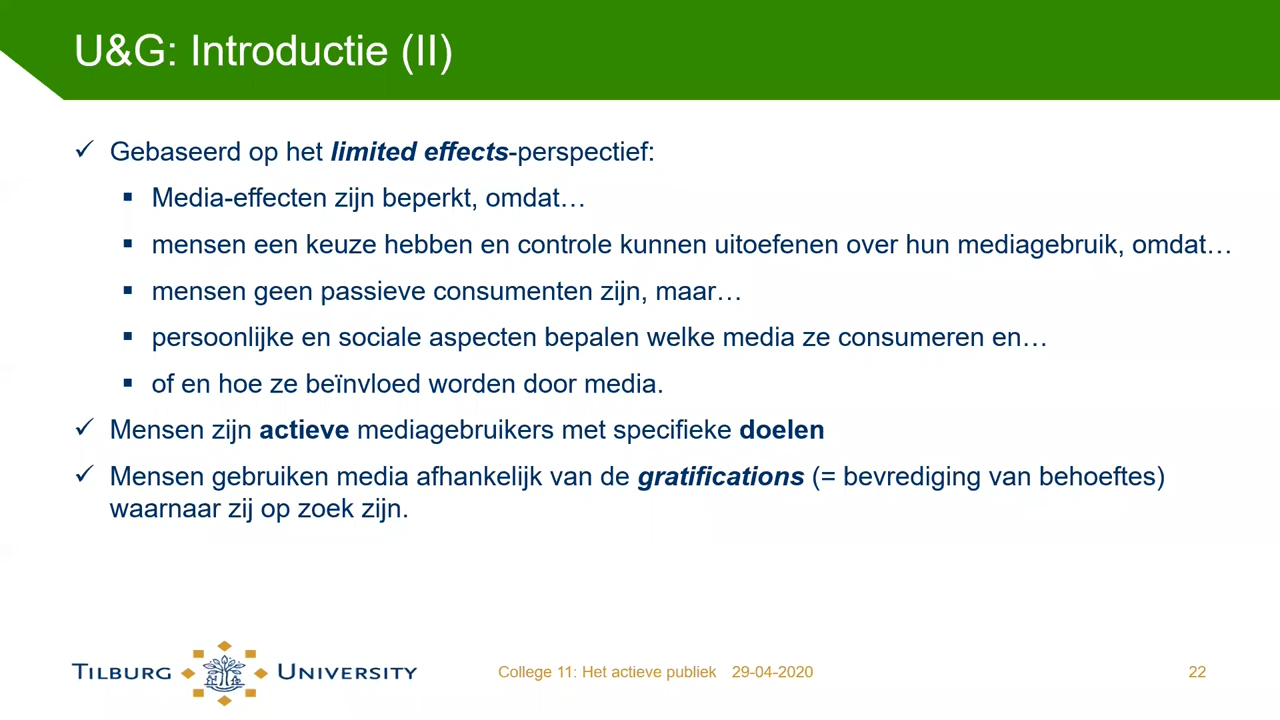 U&G: Introductie (II)
Gebaseerd op het limited effects-perspectief:
Media-effecten zijn beperkt, omdat…
mensen een keuze hebben en controle kunnen uitoefenen over hun mediagebruik, omdat…
mensen geen passieve consumenten zijn, maar…
persoonlijke en sociale aspecten bepalen welke media ze consumeren en…
of en hoe ze beïnvloed worden door media.
Mensen zijn actieve mediagebruikers met specifieke doelen
Mensen gebruiken media afhankelijk van de gratifications (= bevrediging van behoeftes)
waarnaar zij op zoek zijn.
TILBURG UNIVERSITY
College 11: Het actieve publiek 29-04-2020
22